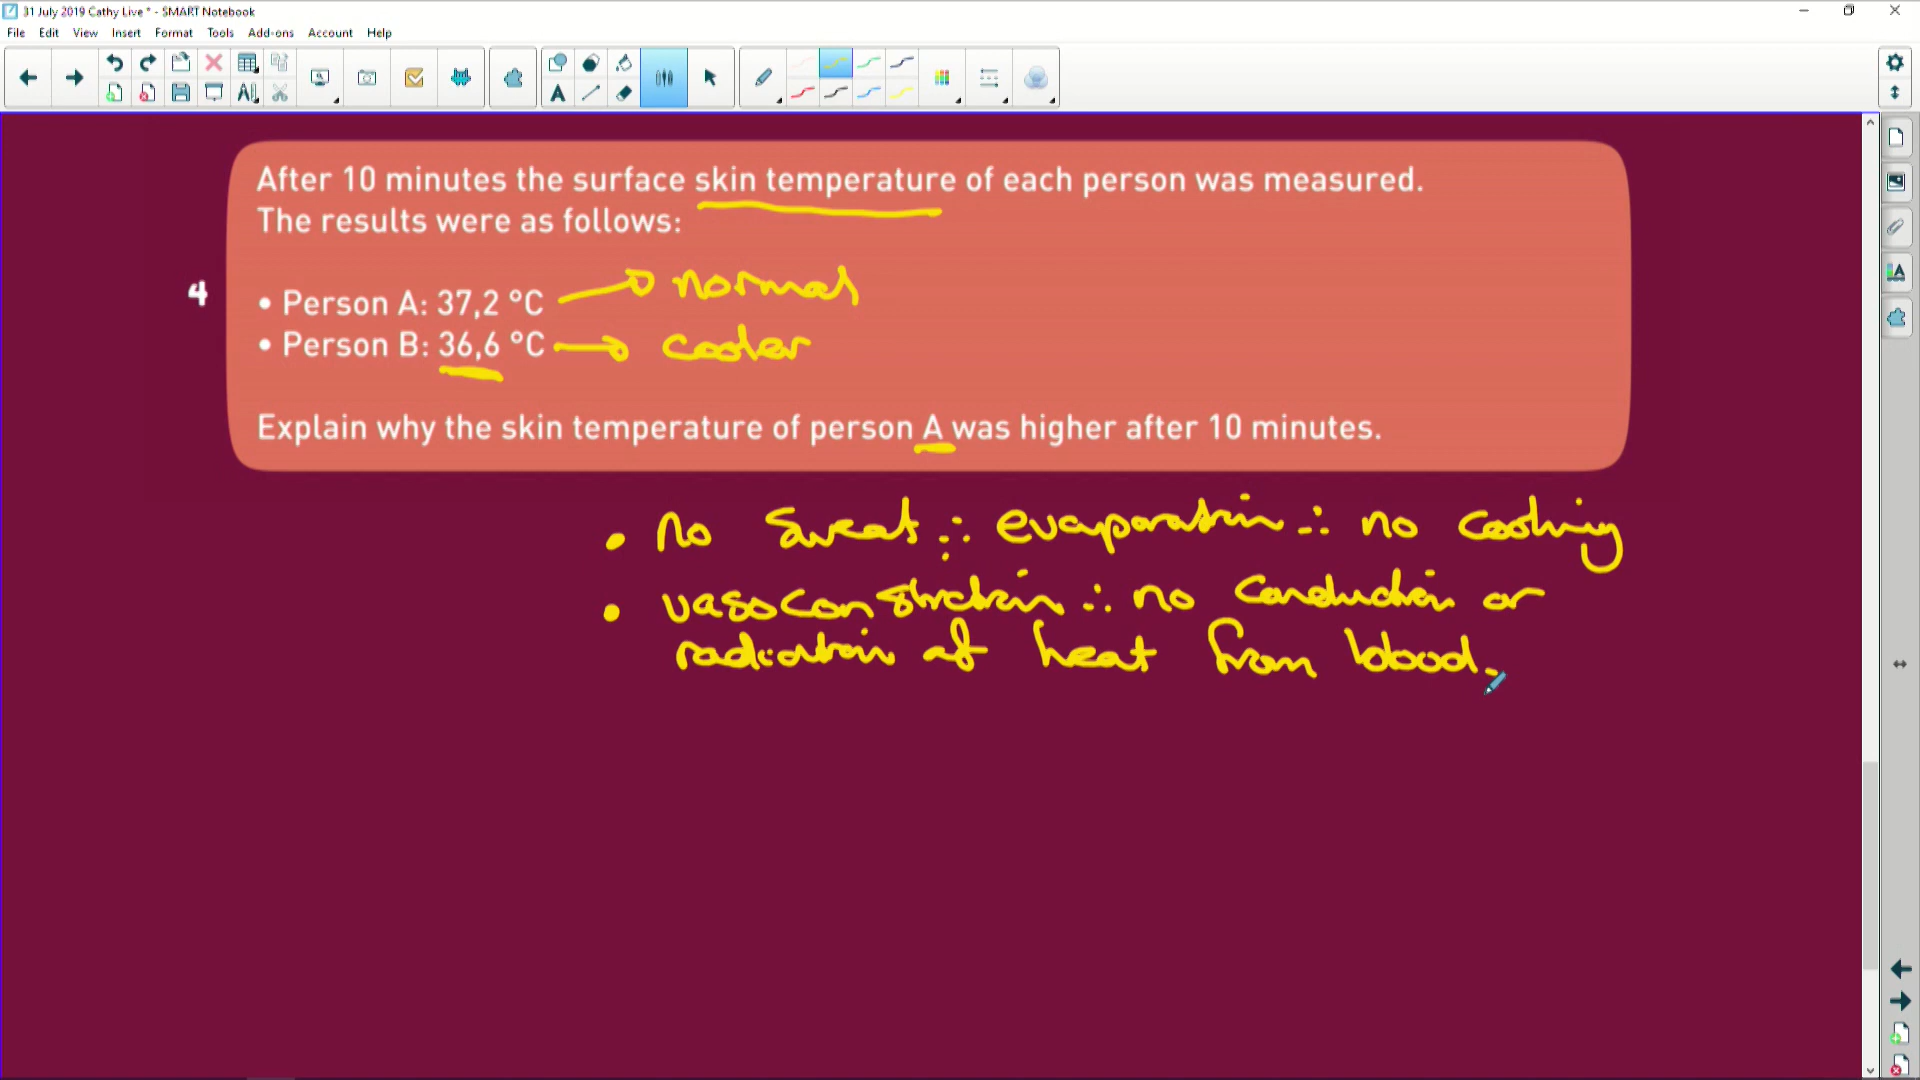 31 July 2019 Cathy Live * - SMART Notebook
File Edit View Insert Format Tools Add-ons Account Help
After 10 minutes the surface skin temperature of each person was measured.
The results were as follows:
4
• Person A: 37,2 °C normal
• Person B: 36,6 °C cooler
Explain why the skin temperature of person A was higher after 10 minutes.
• no sweat ∴ evaporation ∴ no cooling
• vasoconstriction ∴ no conduction or
radiation of heat from blood.